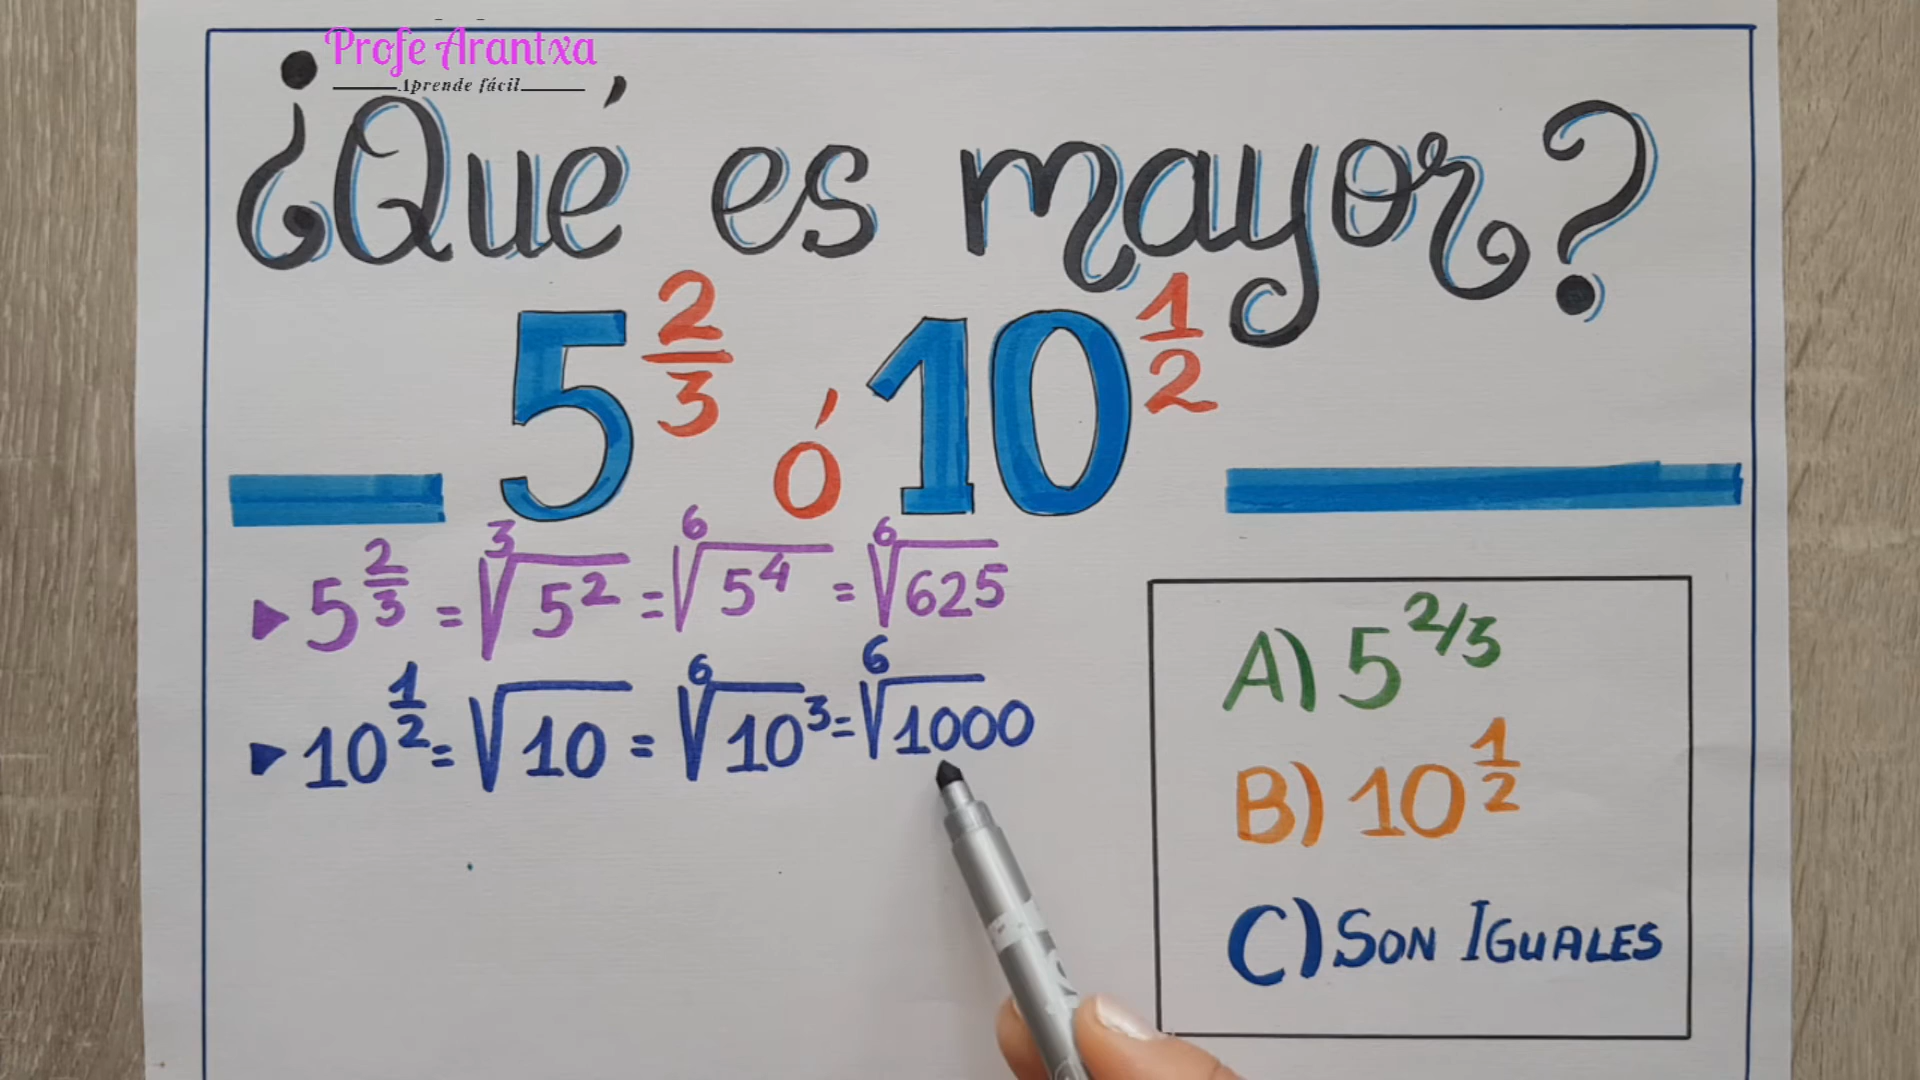 Profe Arantxa
Aprende fácil
¿Qué es mayor?
5^(2/3) ó 10^(1/2)
▶ 5^(2/3) = ∛(5²) = ⁶√(5⁴) = ⁶√625
▶ 10^(1/2) = √10 = ⁶√10³ = ⁶√1000
A) 5^(2/3)
B) 10^(1/2)
C) SON IGUALES